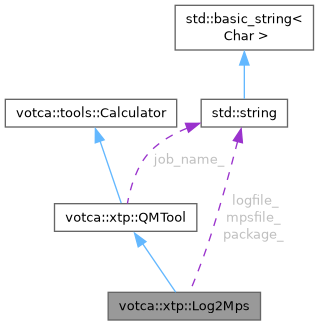 std::basic_string<
Char >
votca::tools::Calculator
std::string
job_name_
logfile_
mpsfile_
package_
votca::xtp::QMTool
votca::xtp::Log2Mps